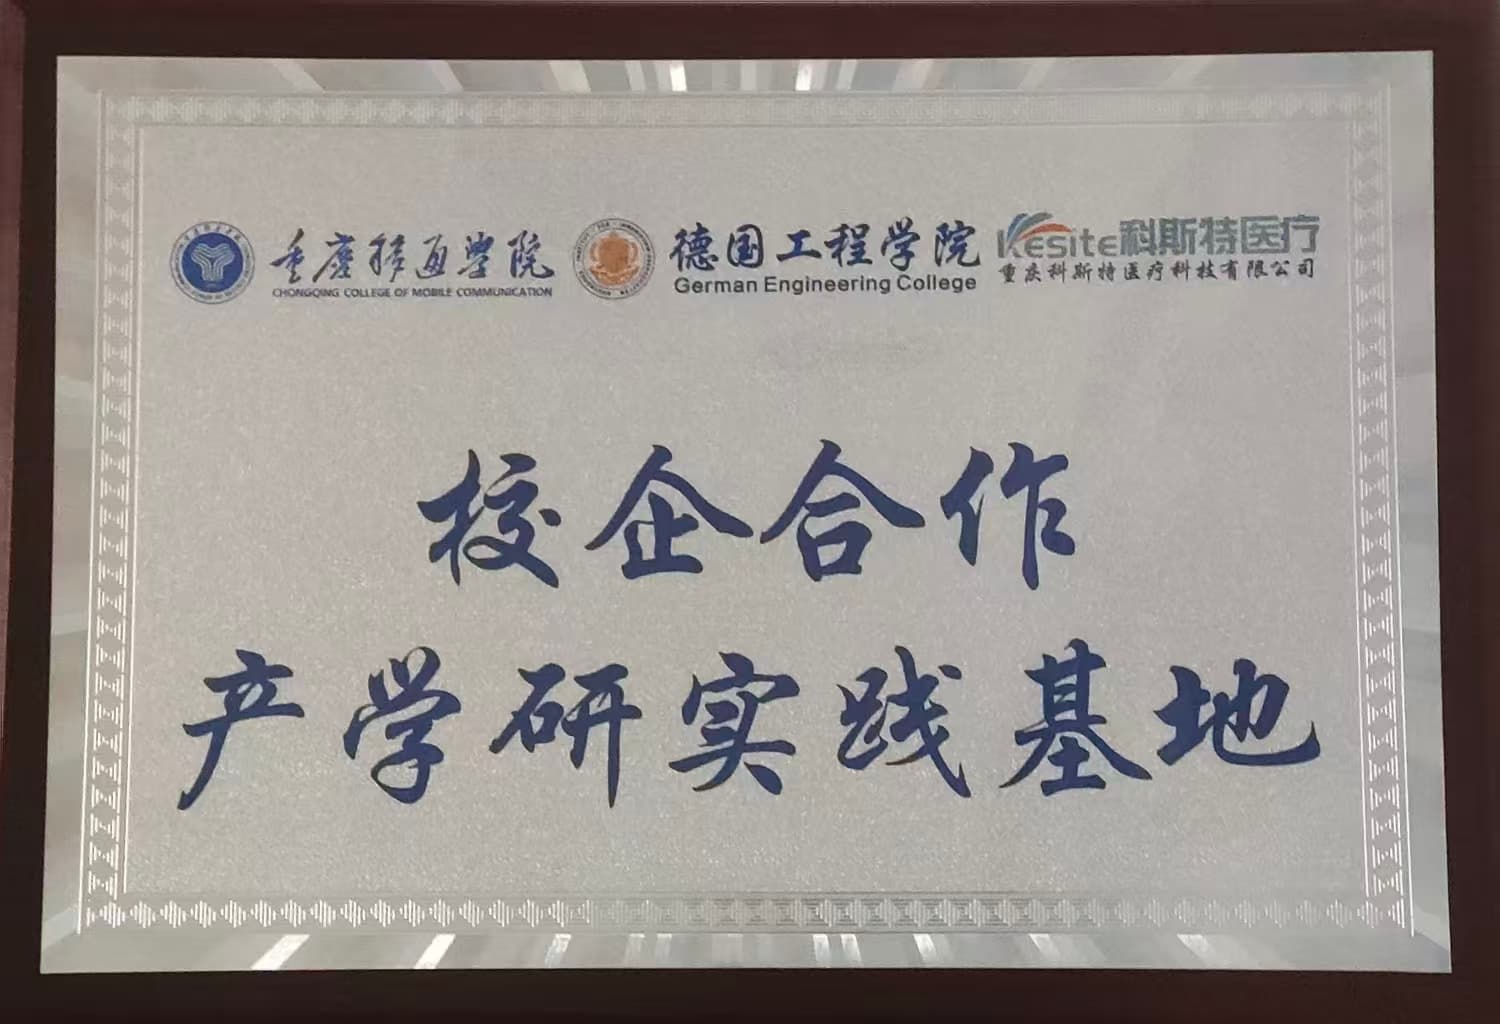 重庆移通学院 德国工程学院 Kesite科斯特医疗
CHONGQING COLLEGE OF MOBILE COMMUNICATION German Engineering College 重庆科斯特医疗科技有限公司
校企合作
产学研实践基地